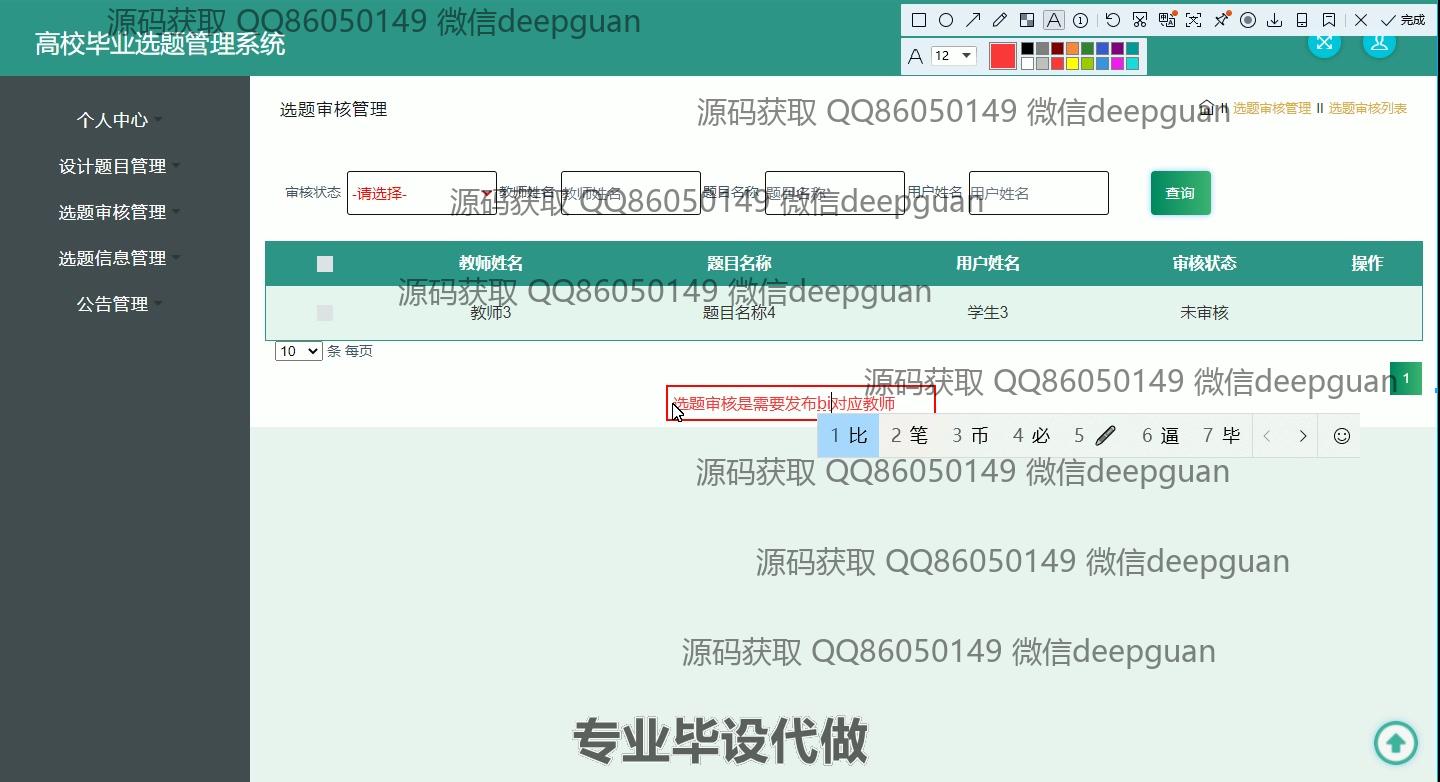 源码获取 QQ86050149 微信deepguan
高校毕业选题管理系统
完成
A 12
个人中心
设计题目管理
选题审核管理
选题信息管理
公告管理
选题审核管理
源码获取 QQ86050149 微信deepguan
II 选题审核管理 II 选题审核列表
审核状态 -请选择- 教师姓名 教师姓名 题目名称 题目名称 用户姓名 用户姓名 查询
源码获取 QQ86050149 微信deepguan
教师姓名 题目名称 用户姓名 审核状态 操作
源码获取 QQ86050149 微信deepguan
教师3 题目名称4 学生3 未审核
10 条 每页
源码获取 QQ86050149 微信deepguan
1
选题审核是需要发布bi对应教师
1 比 2 笔 3 币 4 必 5 6 逼 7 毕
源码获取 QQ86050149 微信deepguan
源码获取 QQ86050149 微信deepguan
源码获取 QQ86050149 微信deepguan
专业毕设代做